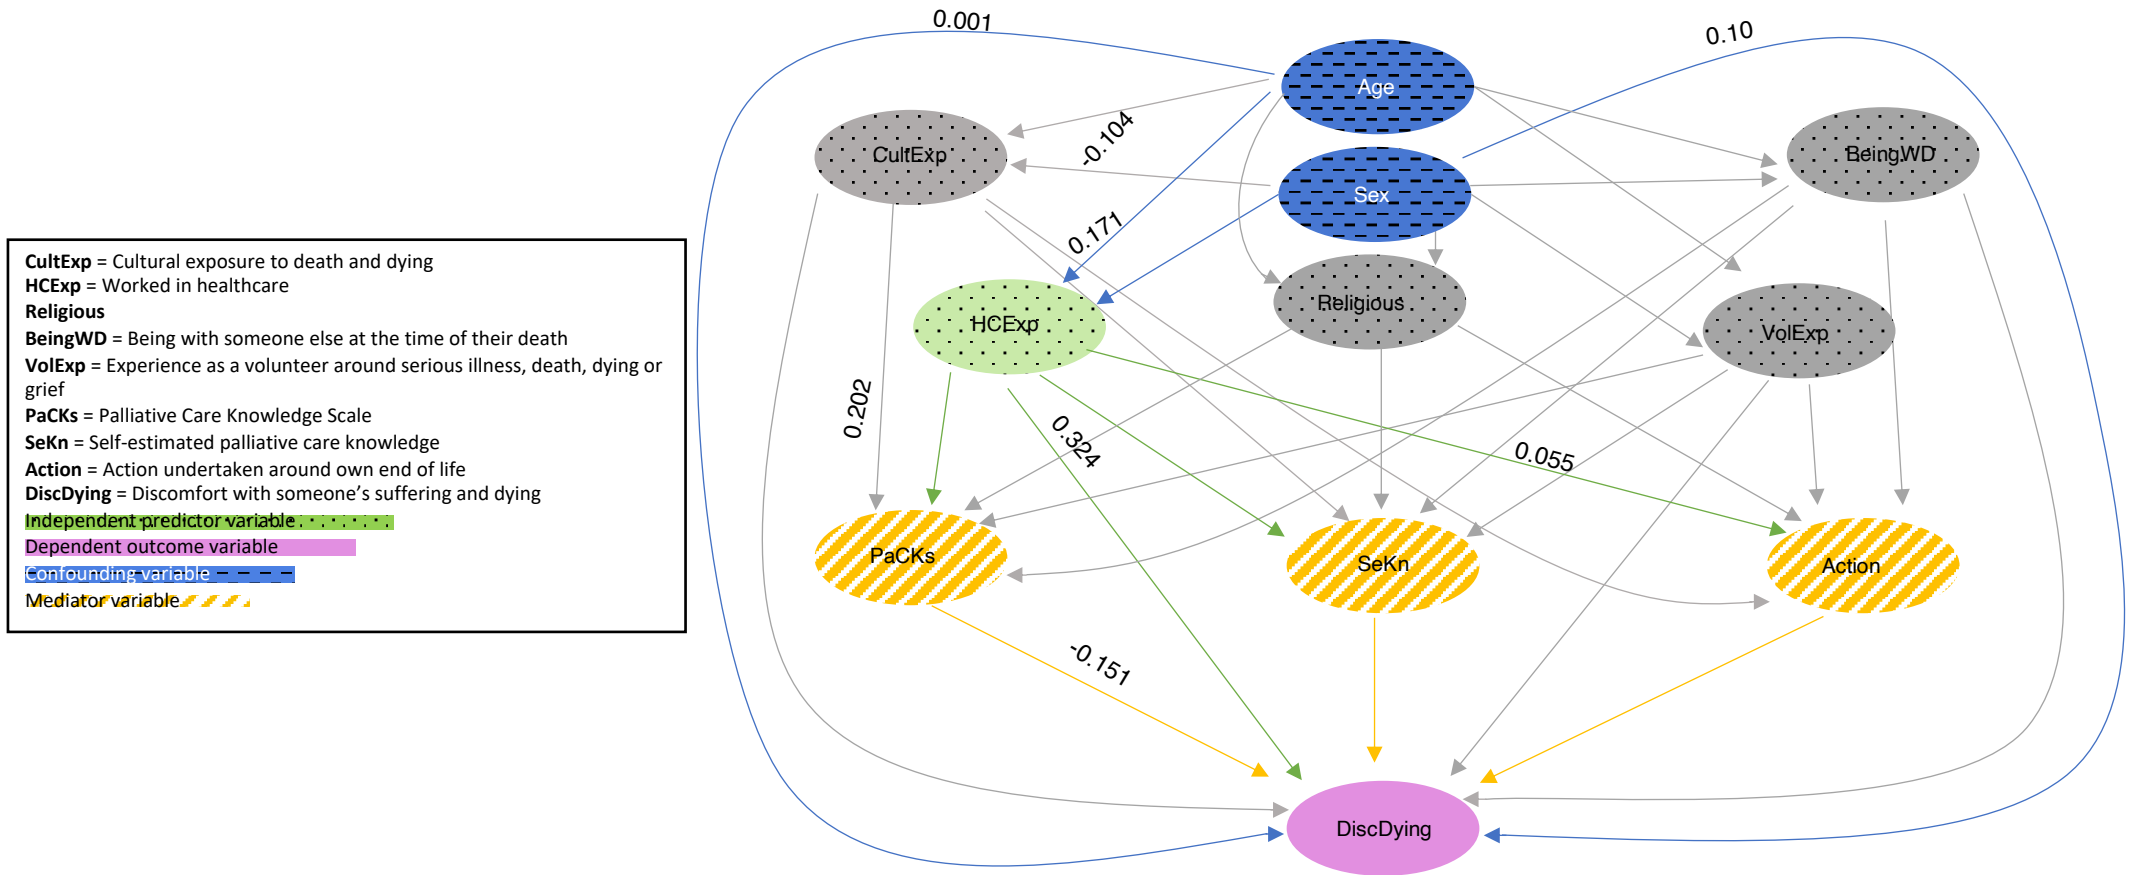 0.001
0.10
Age
-0.104
CultExp
BeingWD
Sex
0.171
CultExp = Cultural exposure to death and dying
HCExp = Worked in healthcare
Religious
BeingWD = Being with someone else at the time of their death
VolExp = Experience as a volunteer around serious illness, death, dying or
grief
PaCKs = Palliative Care Knowledge Scale
SeKn = Self-estimated palliative care knowledge
Action = Action undertaken around own end of life
DiscDying = Discomfort with someone’s suffering and dying
Independent predictor variable
Dependent outcome variable
Confounding variable
Mediator variable
Religious
HCExp
VolExp
0.202
0.324
0.055
PaCKs
SeKn
Action
-0.151
DiscDying